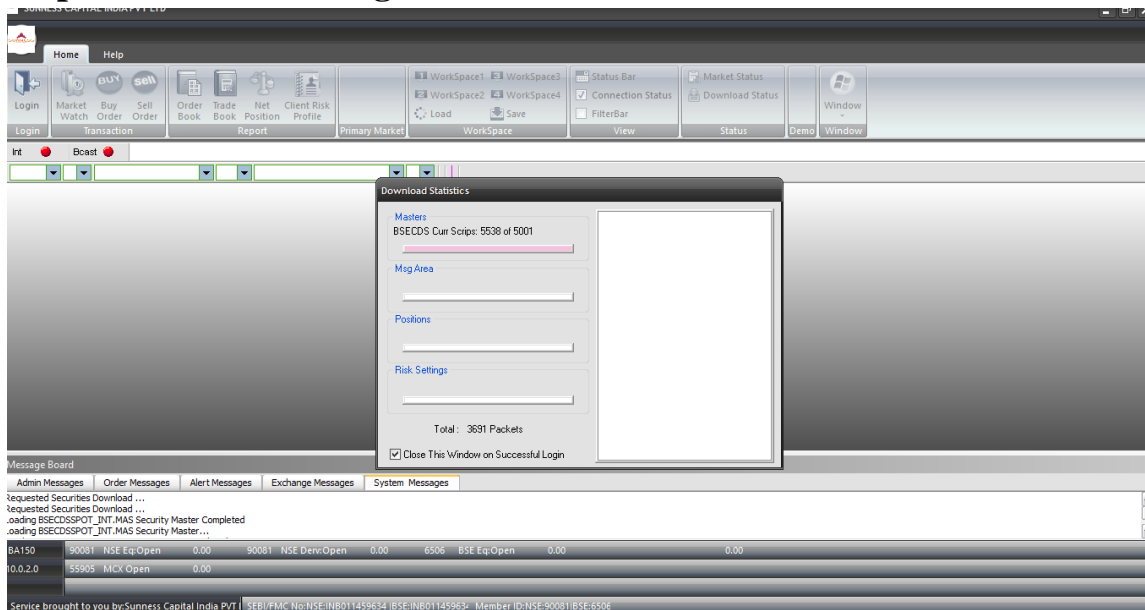 SUNNESS CAPITAL INDIA PVT LTD
Home Help
Login Market Watch BUY Buy Order sell Sell Order Order Book Trade Book Net Position Client Risk Profile
1 WorkSpace1 3 WorkSpace3
2 WorkSpace2 4 WorkSpace4
Load Save
Status Bar
Connection Status
FilterBar
Market Status
Download Status
Window
Login Transaction Report Primary Market WorkSpace View Status Demo Window
Int Bcast
Download Statistics
Masters
BSECDS Curr Scrips: 5538 of 5001
Msg Area
Positions
Risk Settings
Total : 3691 Packets
Close This Window on Successful Login
Message Board
Admin Messages Order Messages Alert Messages Exchange Messages System Messages
Requested Securities Download ...
Requested Securities Download ...
Loading BSECDSSPOT_INT.MAS Security Master Completed
Loading BSECDSSPOT_INT.MAS Security Master...
BA150 90081 NSE Eq:Open 0.00 90081 NSE Derv:Open 0.00 6506 BSE Eq:Open 0.00 0.00
10.0.2.0 55905 MCX Open 0.00
Service brought to you by:Sunness Capital India PVT SEBI/FMC No:NSE:INB011459634 |BSE:INB01145963 Member ID:NSE:90081|BSE:6506